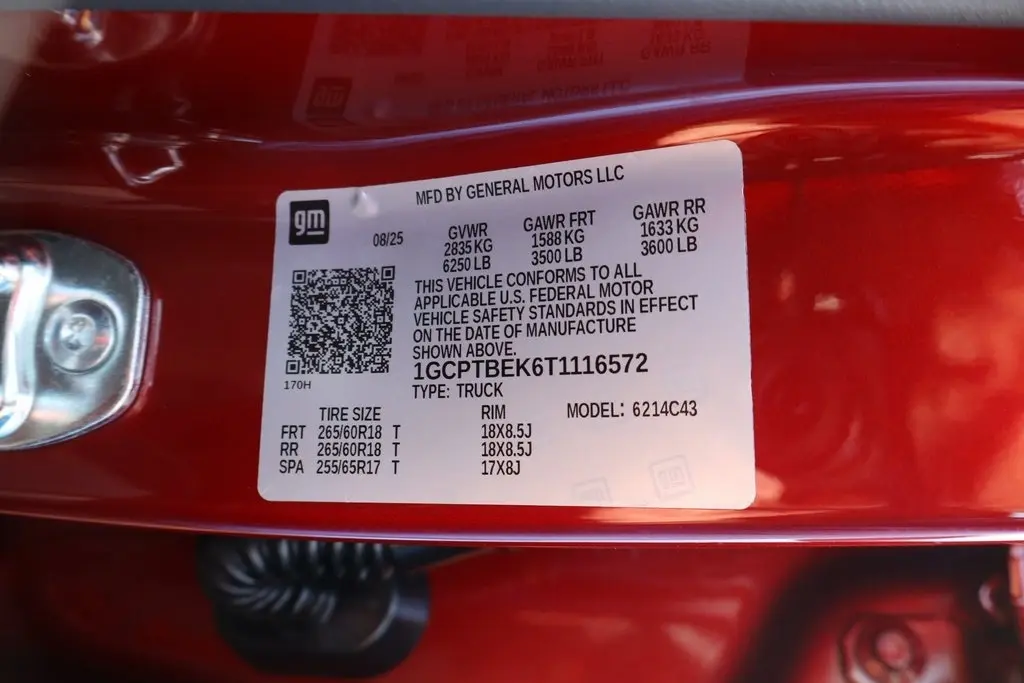 MFD BY GENERAL MOTORS LLC
gm
08/25
GVWR GAWR FRT GAWR RR
2835 KG 1588 KG 1633 KG
6250 LB 3500 LB 3600 LB
THIS VEHICLE CONFORMS TO ALL
APPLICABLE U.S. FEDERAL MOTOR
VEHICLE SAFETY STANDARDS IN EFFECT
ON THE DATE OF MANUFACTURE
SHOWN ABOVE.
170H
1GCPTBEK6T1116572
TYPE: TRUCK
TIRE SIZE RIM MODEL: 6214C43
FRT 265/60R18 T 18X8.5J
RR 265/60R18 T 18X8.5J
SPA 255/65R17 T 17X8J